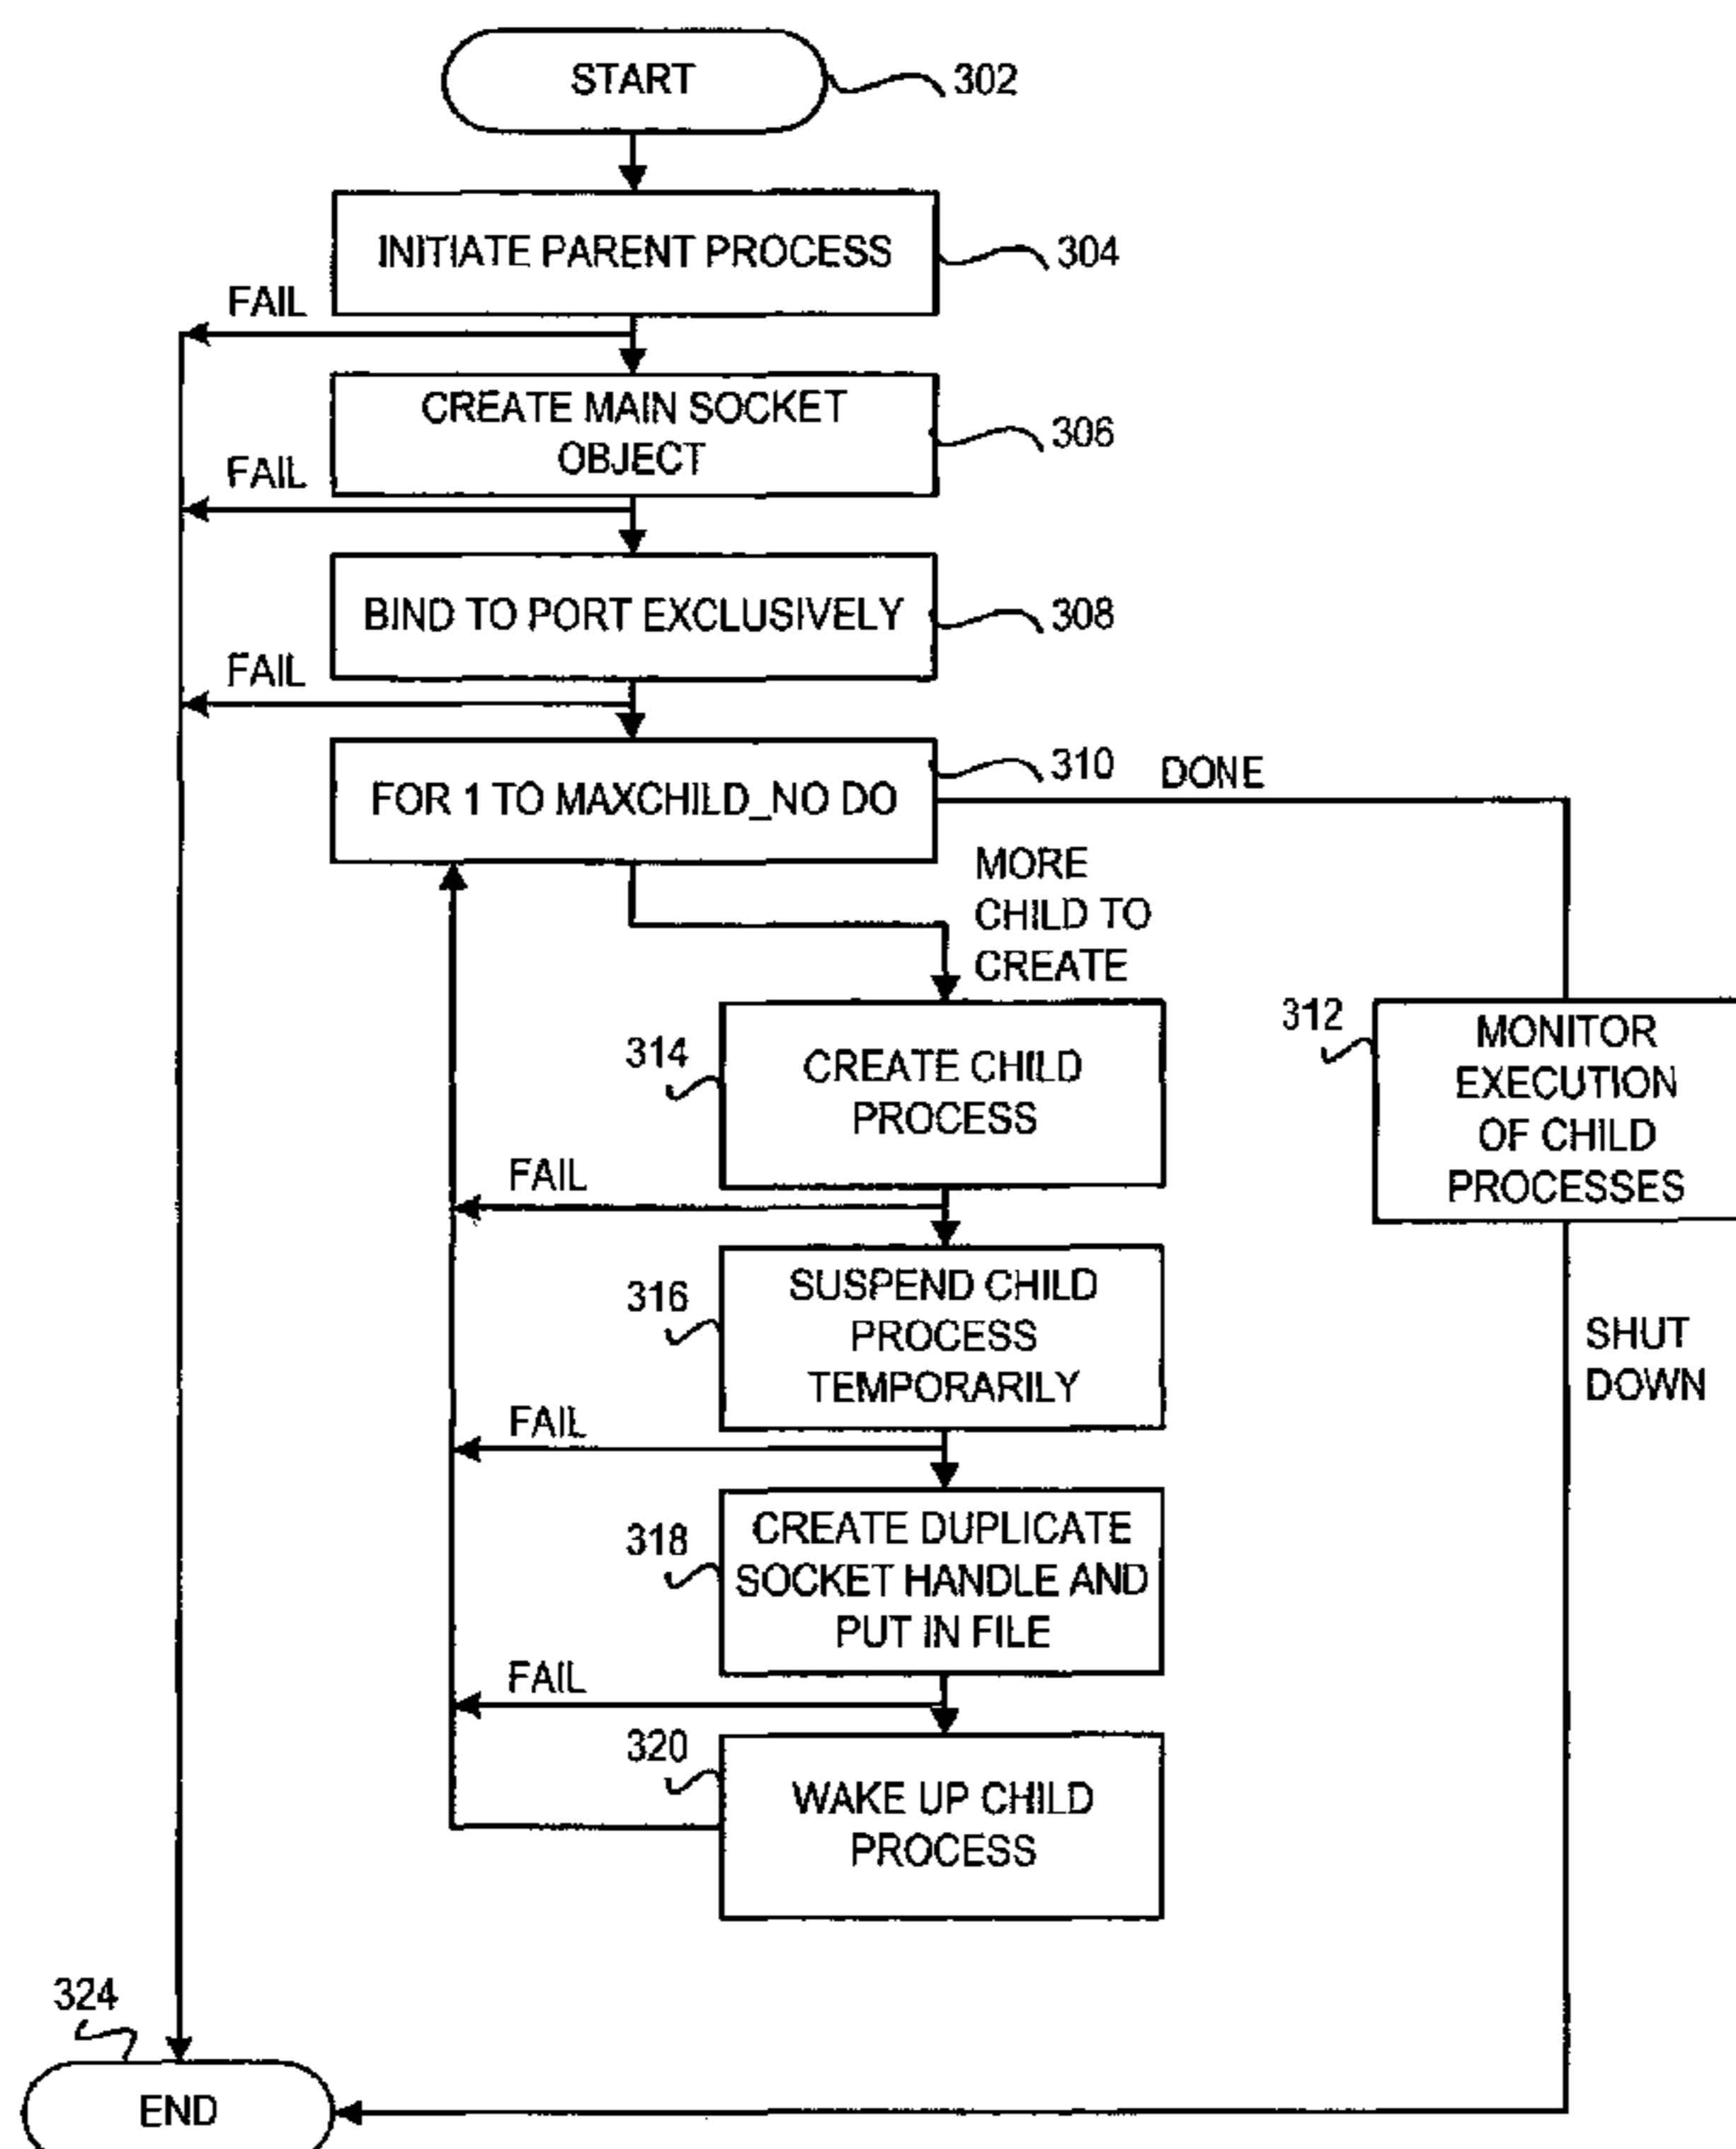 START
302
INITIATE PARENT PROCESS
304
FAIL
CREATE MAIN SOCKET
OBJECT
306
FAIL
BIND TO PORT EXCLUSIVELY
308
FAIL
FOR 1 TO MAXCHILD_NO DO
310
DONE
MORE
CHILD TO
CREATE
312
MONITOR
EXECUTION
OF CHILD
PROCESSES
314
CREATE CHILD
PROCESS
FAIL
316
SUSPEND CHILD
PROCESS
TEMPORARILY
SHUT
DOWN
FAIL
318
CREATE DUPLICATE
SOCKET HANDLE AND
PUT IN FILE
FAIL
320
WAKE UP CHILD
PROCESS
324
END